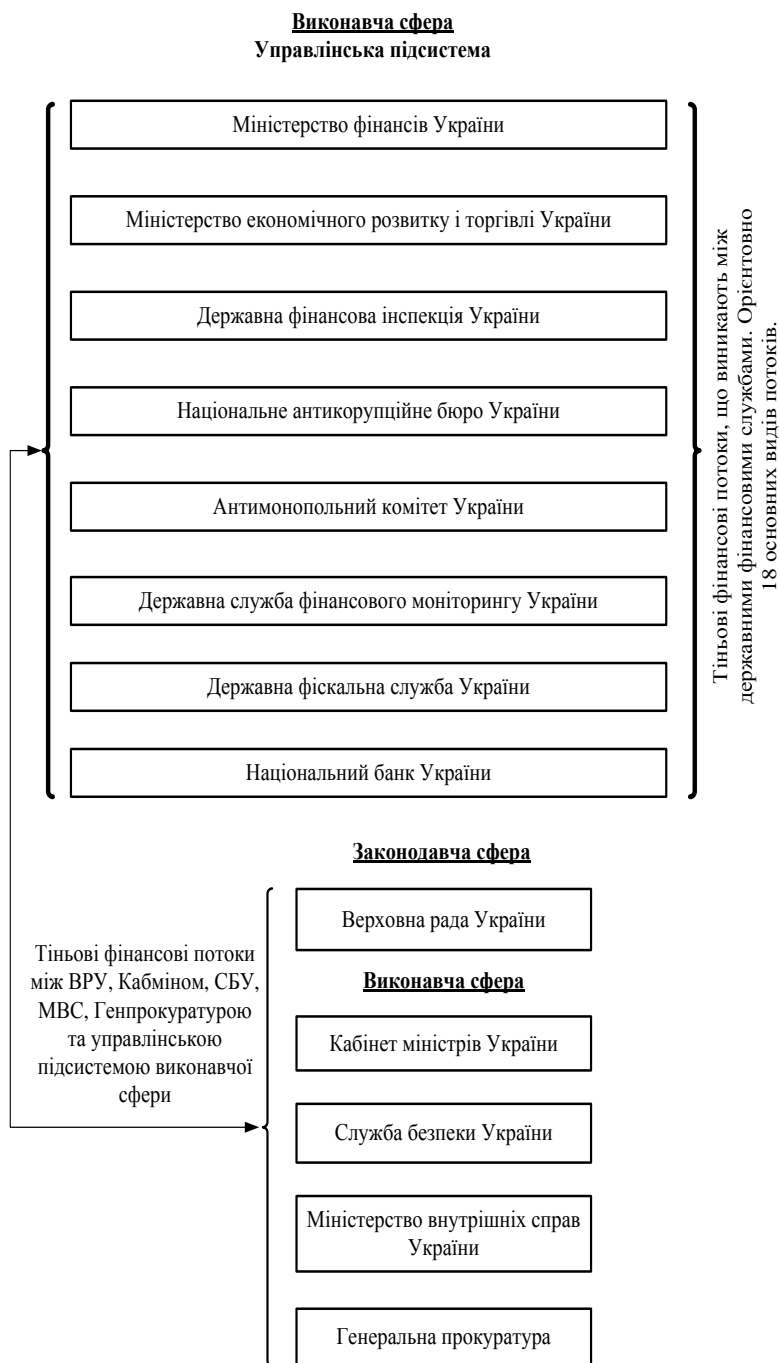 Виконавча сфера
Управлінська підсистема
Міністерство фінансів України
Міністерство економічного розвитку і торгівлі України
Державна фінансова інспекція України
Національне антикорупційне бюро України
Антимонопольний комітет України
Державна служба фінансового моніторингу України
Державна фіскальна служба України
Національний банк України
Тіньові фінансові потоки, що виникають між
державними фінансовими службами. Орієнтовно
18 основних видів потоків.
Законодавча сфера
Верховна рада України
Тіньові фінансові потоки
між ВРУ, Кабміном, СБУ,
МВС, Генпрокуратурою
та управлінською
підсистемою виконавчої
сфери
Виконавча сфера
Кабінет міністрів України
Служба безпеки України
Міністерство внутрішніх справ
України
Генеральна прокуратура